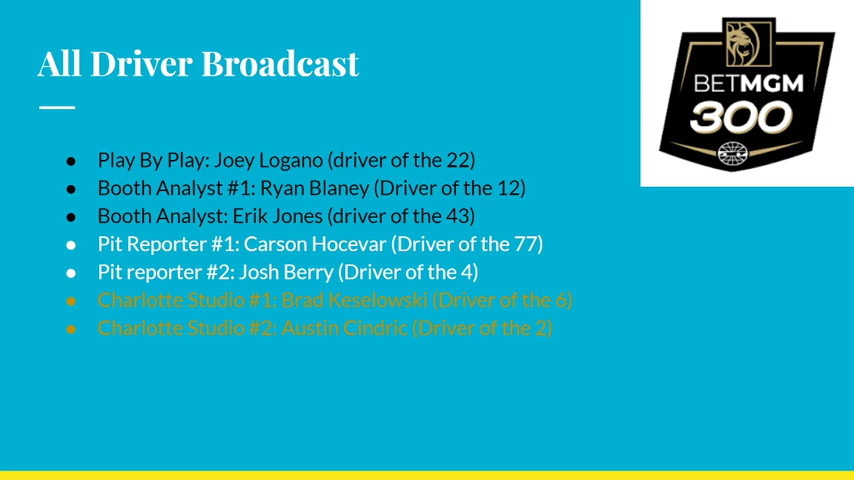 All Driver Broadcast
BETMGM
300
● Play By Play: Joey Logano (driver of the 22)
● Booth Analyst #1: Ryan Blaney (Driver of the 12)
● Booth Analyst: Erik Jones (driver of the 43)
● Pit Reporter #1: Carson Hocevar (Driver of the 77)
● Pit reporter #2: Josh Berry (Driver of the 4)
● Charlotte Studio #1: Brad Keselowski (Driver of the 6)
● Charlotte Studio #2: Austin Cindric (Driver of the 2)